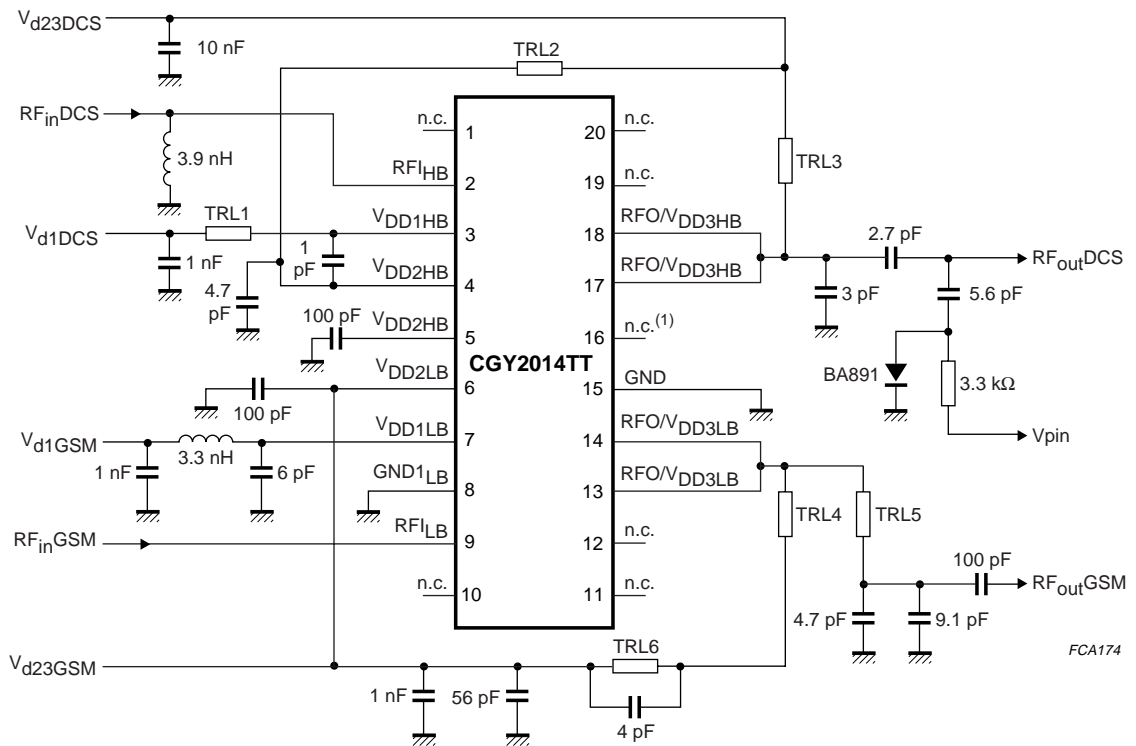 Vd23DCS
10 nF
TRL2
RFinDCS
3.9 nH
n.c.
1
20
n.c.
TRL3
RFIHB
2
19
n.c.
Vd1DCS
TRL1
1 nF
VDD1HB
3
18
RFO/VDD3HB
1
pF
4.7
pF
VDD2HB
4
17
RFO/VDD3HB
2.7 pF
RFoutDCS
3 pF
5.6 pF
100 pF
VDD2HB
5
16
n.c.(1)
CGY2014TT
BA891
3.3 kΩ
Vpin
100 pF
VDD2LB
6
15
GND
Vd1GSM
1 nF
3.3 nH
6 pF
VDD1LB
7
14
RFO/VDD3LB
GND1LB
8
13
RFO/VDD3LB
TRL4
TRL5
RFinGSM
RFILB
9
12
n.c.
n.c.
10
11
n.c.
100 pF
RFoutGSM
4.7 pF
9.1 pF
Vd23GSM
1 nF
56 pF
TRL6
4 pF
FCA174